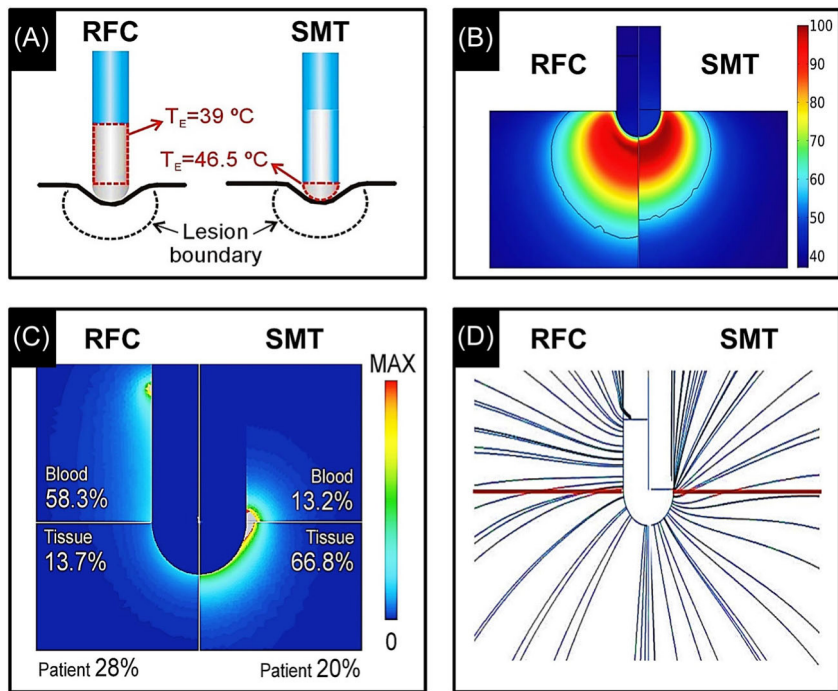 (A)
RFC SMT
T_E=39 ºC
T_E=46.5 ºC
Lesion
boundary
(B)
RFC SMT
100
90
80
70
60
50
40
(C)
RFC SMT
MAX
Blood
58.3%
Blood
13.2%
Tissue
13.7%
Tissue
66.8%
0
Patient 28% Patient 20%
(D)
RFC SMT